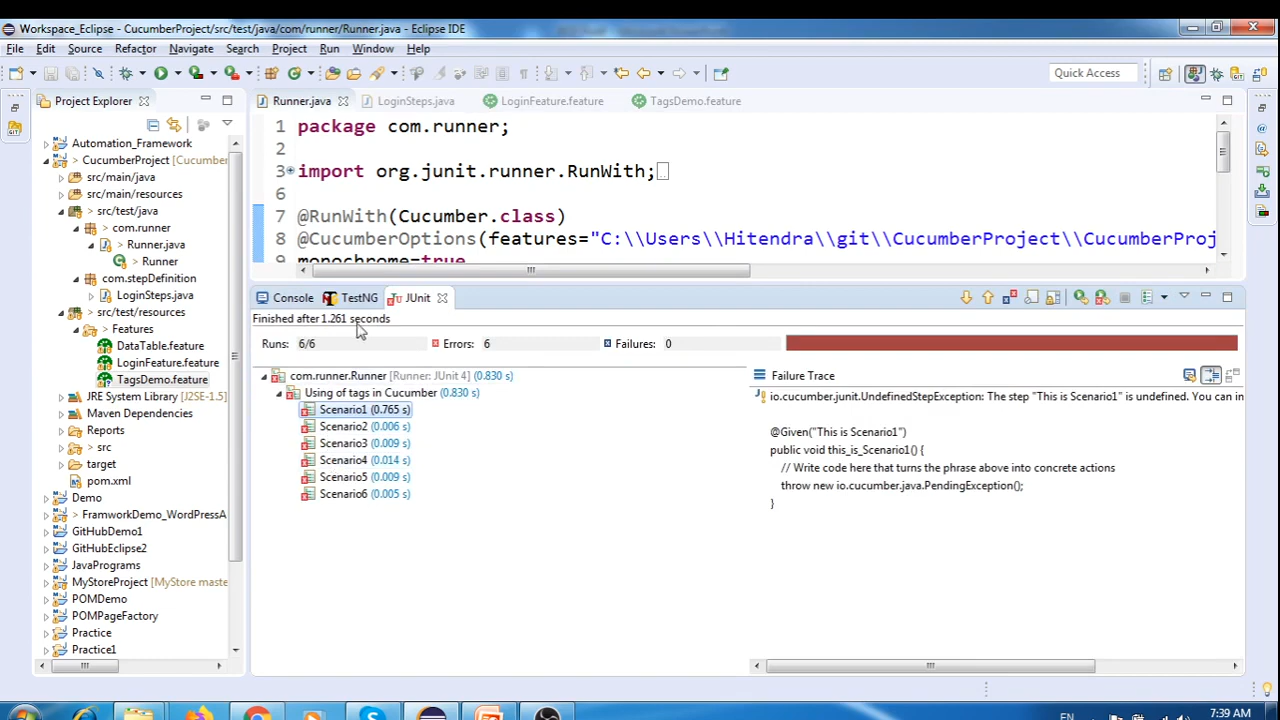 Workspace_Eclipse - CucumberProject/src/test/java/com/runner/Runner.java - Eclipse IDE
File Edit Source Refactor Navigate Search Project Run Window Help
Quick Access
Project Explorer
Runner.java LoginSteps.java LoginFeature.feature TagsDemo.feature
Automation_Framework
CucumberProject [Cucumber
src/main/java
src/main/resources
src/test/java
com.runner
Runner.java
Runner
com.stepDefinition
LoginSteps.java
src/test/resources
Features
DataTable.feature
LoginFeature.feature
TagsDemo.feature
JRE System Library [J2SE-1.5]
Maven Dependencies
Reports
src
target
pom.xml
Demo
> FramworkDemo_WordPressA
GitHubDemo1
GitHubEclipse2
JavaPrograms
MyStoreProject [MyStore maste
POMDemo
POMPageFactory
Practice
Practice1
1 package com.runner;
2
3 import org.junit.runner.RunWith;
6
7 @RunWith(Cucumber.class)
8 @CucumberOptions(features="C:\\Users\\Hitendra\\git\\CucumberProject\\CucumberProj
9 monochrome=true
Console TestNG JUnit
Finished after 1.261 seconds
Runs: 6/6 Errors: 6 Failures: 0
com.runner.Runner [Runner: JUnit 4] (0.830 s)
Using of tags in Cucumber (0.830 s)
Scenario1 (0.765 s)
Scenario2 (0.006 s)
Scenario3 (0.009 s)
Scenario4 (0.014 s)
Scenario5 (0.009 s)
Scenario6 (0.005 s)
Failure Trace
io.cucumber.junit.UndefinedStepException: The step "This is Scenario1" is undefined. You can in
@Given("This is Scenario1")
public void this_is_Scenario1() {
// Write code here that turns the phrase above into concrete actions
throw new io.cucumber.java.PendingException();
}
EN
7:39 AM